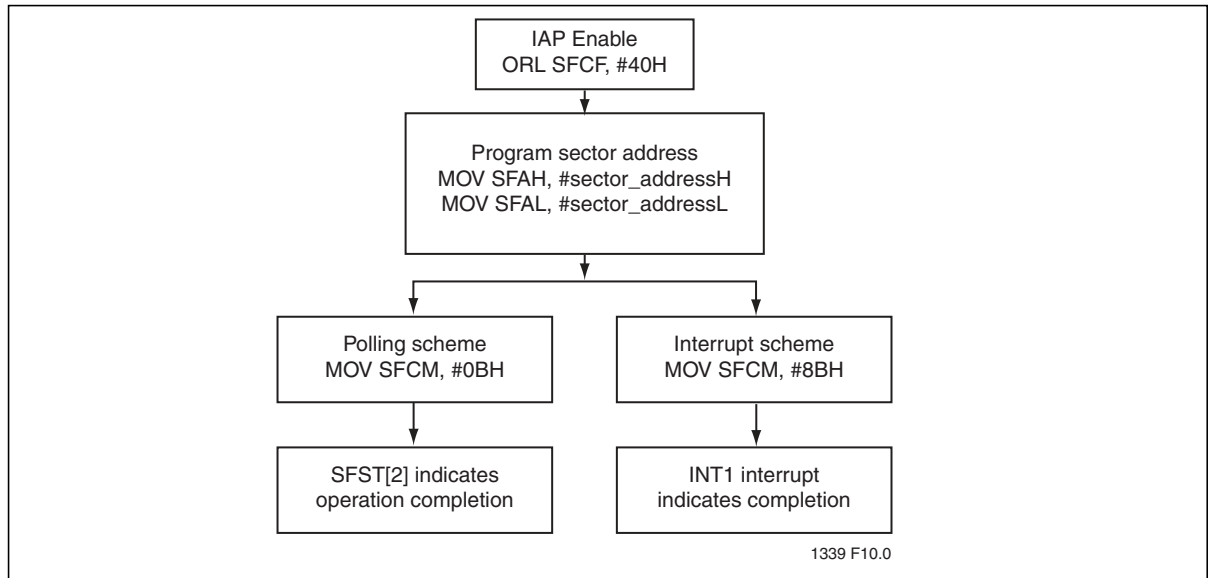 IAP Enable
ORL SFCF, #40H
Program sector address
MOV SFAH, #sector_addressH
MOV SFAL, #sector_addressL
Polling scheme
MOV SFCM, #0BH
Interrupt scheme
MOV SFCM, #8BH
SFST[2] indicates
operation completion
INT1 interrupt
indicates completion
1339 F10.0